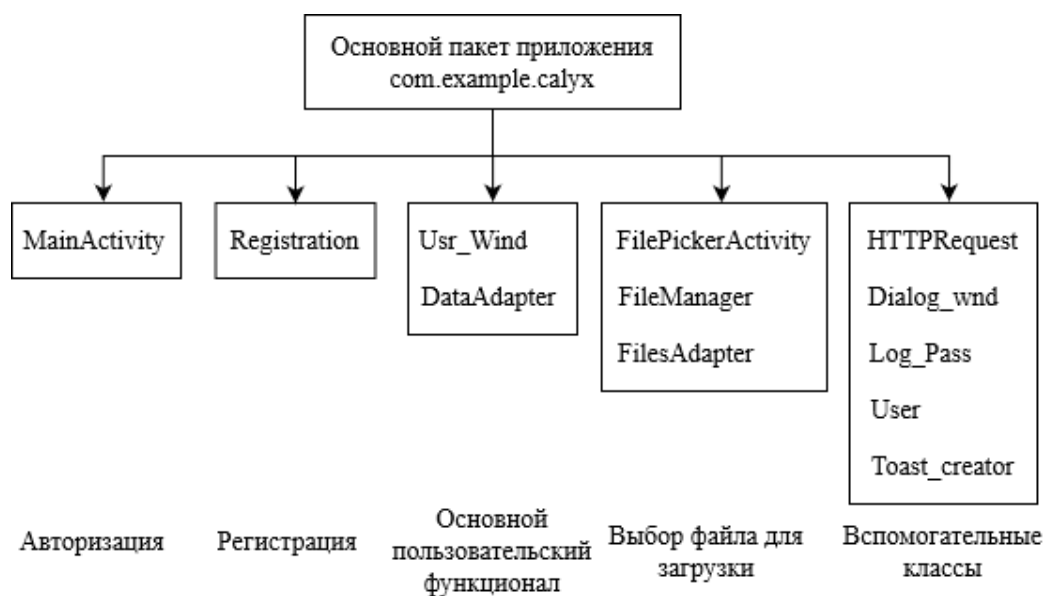 Основной пакет приложения
com.example.calyx
MainActivity
Registration
Usr_Wind
DataAdapter
FilePickerActivity
FileManager
FilesAdapter
HTTPRequest
Dialog_wnd
Log_Pass
User
Toast_creator
Авторизация
Регистрация
Основной
пользовательский
функционал
Выбор файла для
загрузки
Вспомогательные
классы